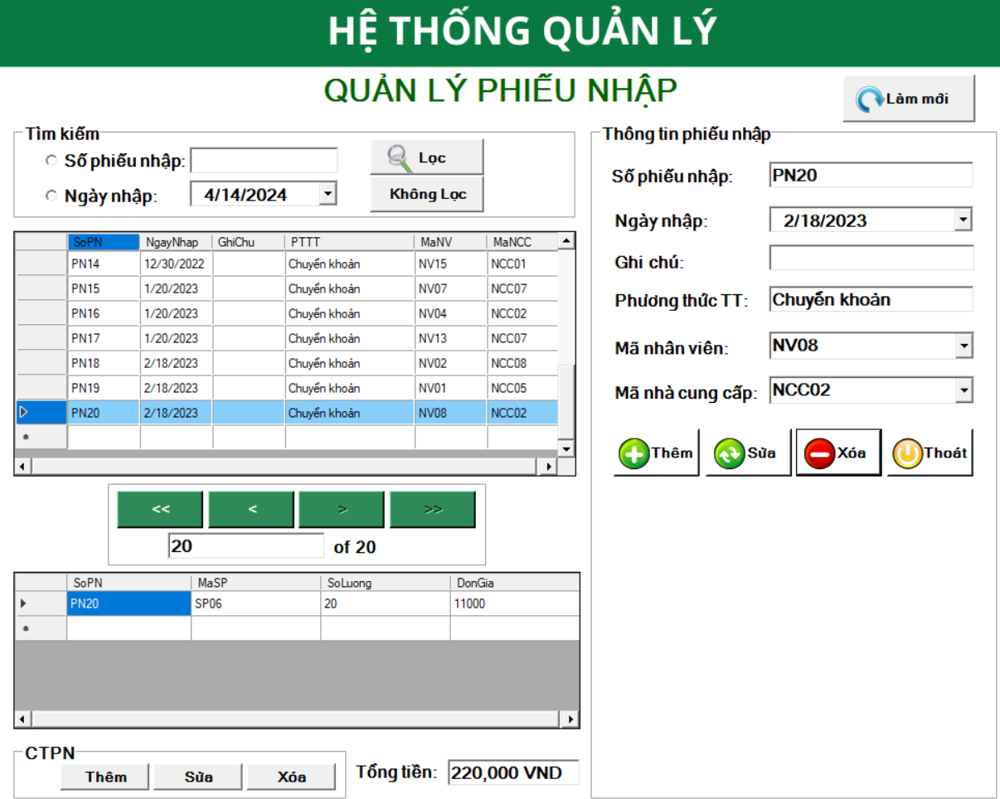 HỆ THỐNG QUẢN LÝ
QUẢN LÝ PHIẾU NHẬP
Làm mới
Tìm kiếm
Số phiếu nhập:
Lọc
Ngày nhập: 4/14/2024
Không Lọc
SoPN NgayNhap GhiChu PTTT MaNV MaNCC
PN14 12/30/2022 Chuyển khoản NV15 NCC01
PN15 1/20/2023 Chuyển khoản NV07 NCC07
PN16 1/20/2023 Chuyển khoản NV04 NCC02
PN17 1/20/2023 Chuyển khoản NV13 NCC07
PN18 2/18/2023 Chuyển khoản NV02 NCC08
PN19 2/18/2023 Chuyển khoản NV01 NCC05
PN20 2/18/2023 Chuyển khoản NV08 NCC02
*
<< < > >>
20 of 20
SoPN MaSP SoLuong DonGia
PN20 SP06 20 11000
*
CTPN
Thêm Sửa Xóa
Tổng tiền: 220,000 VND
Thông tin phiếu nhập
Số phiếu nhập: PN20
Ngày nhập: 2/18/2023
Ghi chú:
Phương thức TT: Chuyển khoản
Mã nhân viên: NV08
Mã nhà cung cấp: NCC02
Thêm Sửa Xóa Thoát